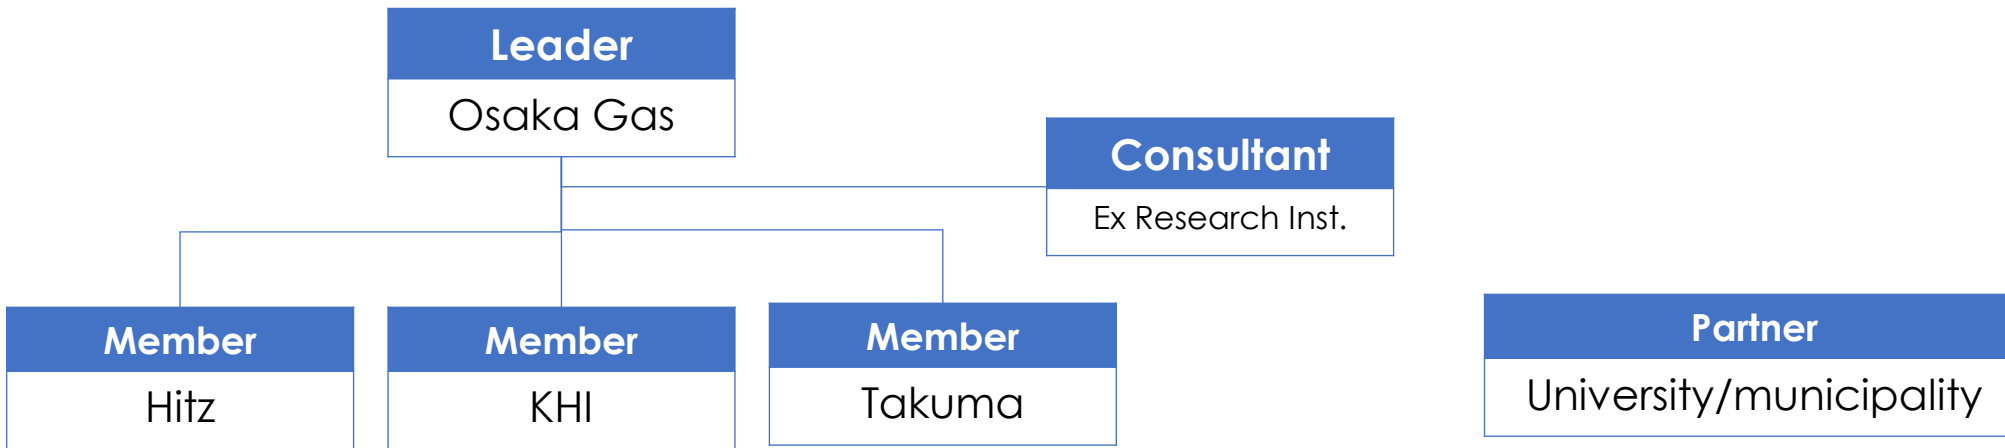 Leader
Osaka Gas
Consultant
Ex Research Inst.
Member
Hitz
Member
KHI
Member
Takuma
Partner
University/municipality